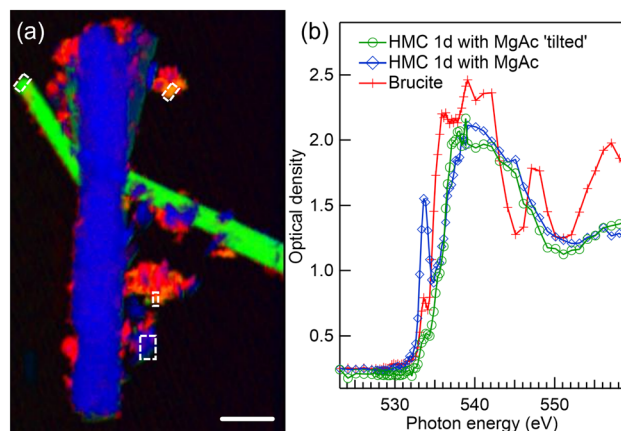 (a)
(b)
HMC 1d with MgAc 'tilted'
HMC 1d with MgAc
Brucite
2.5
2.0
1.5
1.0
0.5
Optical density
530
540
550
Photon energy (eV)